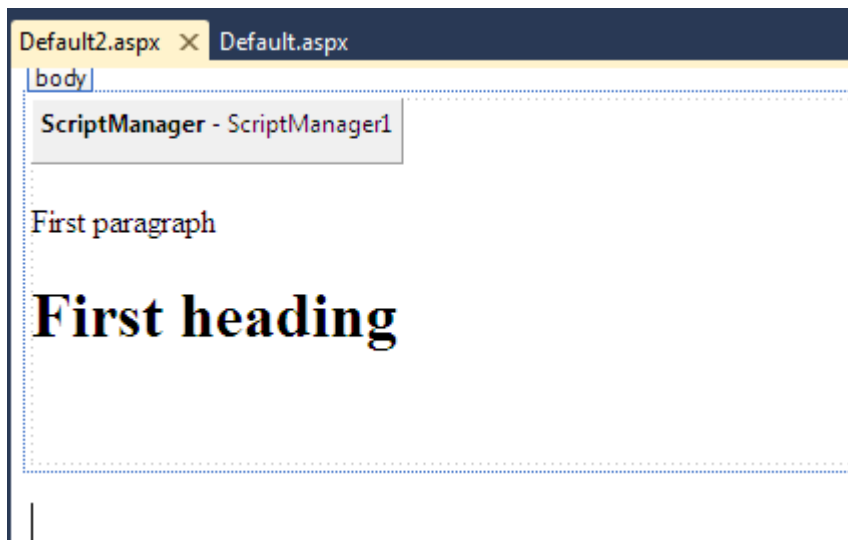 Default2.aspx Default.aspx
body
ScriptManager - ScriptManager1
First paragraph
First heading